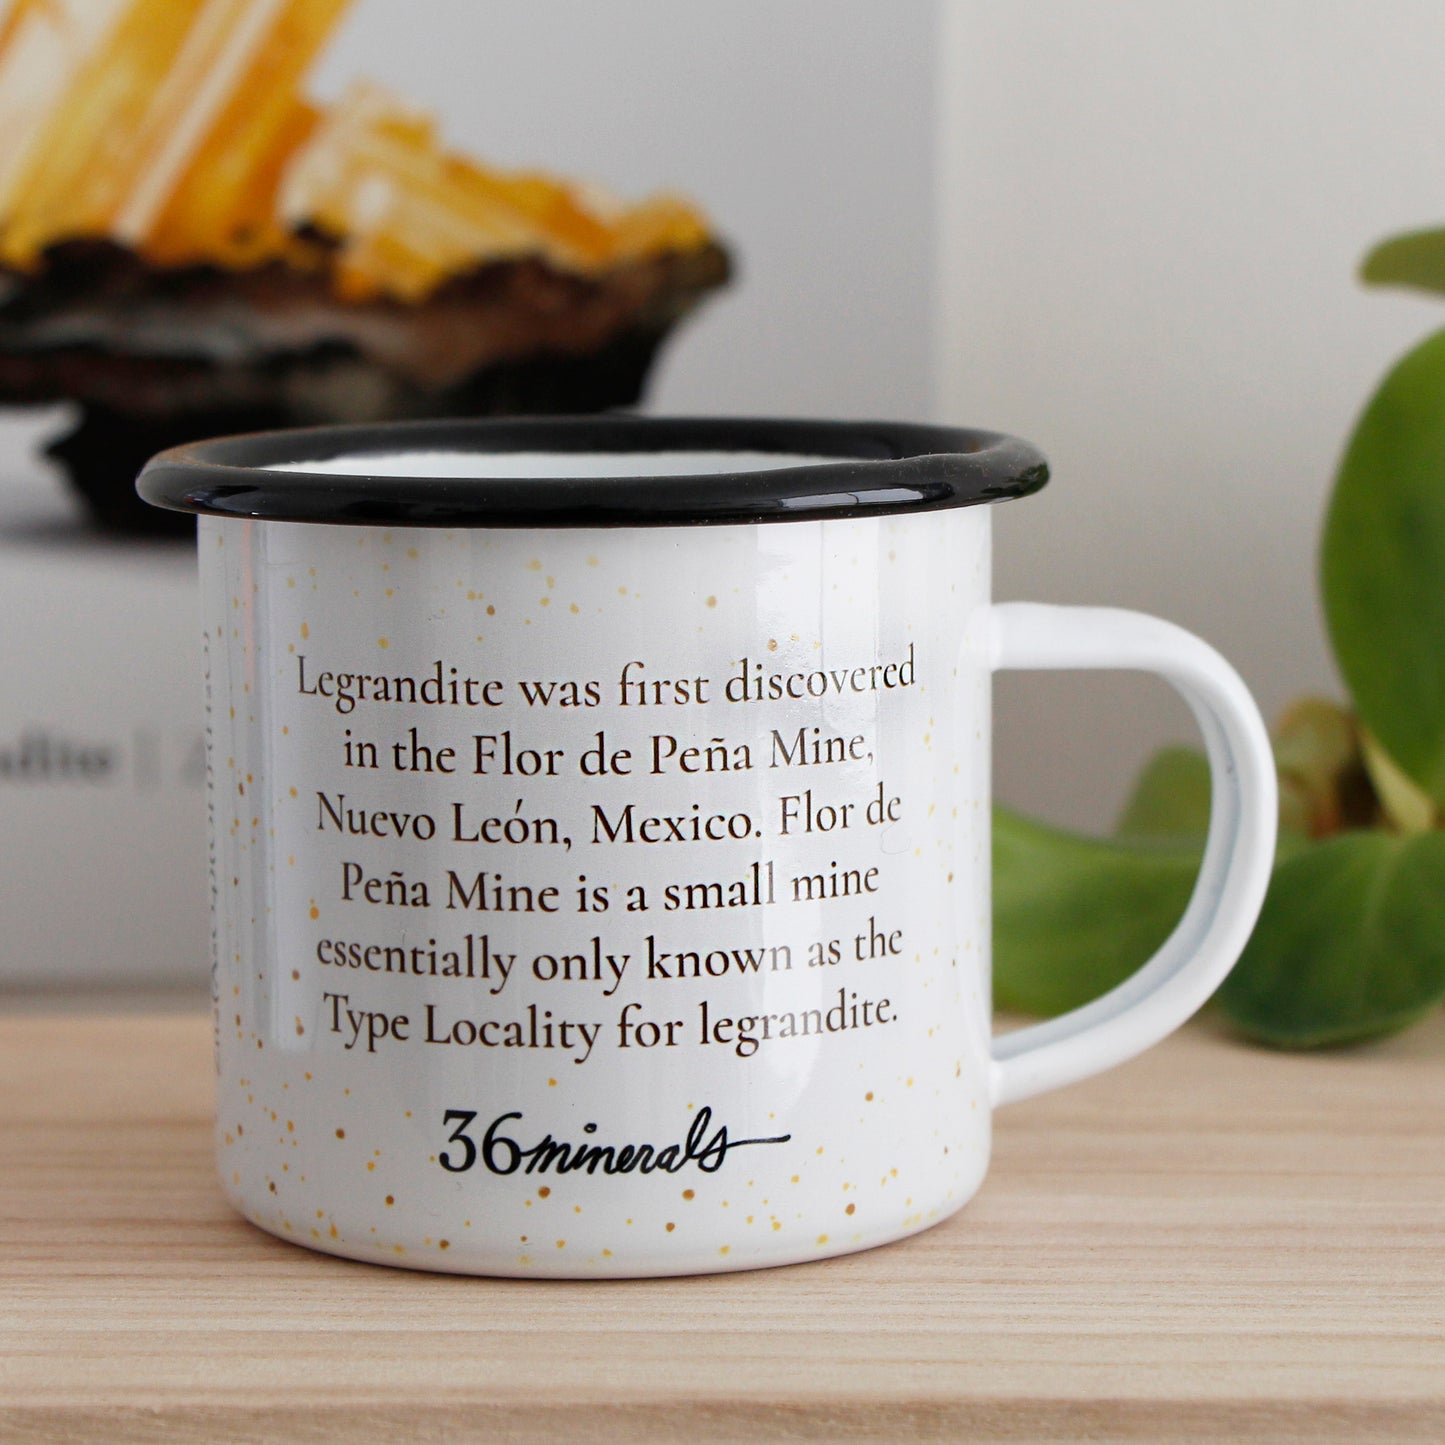 Legrandite was first discovered
in the Flor de Peña Mine,
Nuevo León, Mexico. Flor de
Peña Mine is a small mine
essentially only known as the
Type Locality for legrandite.
36minerals